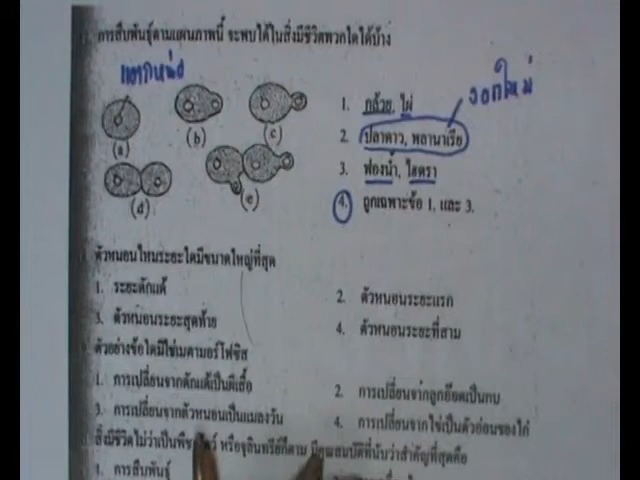 การสืบพันธุ์ตามแผนภาพนี้ จะพบได้ในสิ่งมีชีวิตพวกใดได้บ้าง
แตกหน่อ
งอกใหม่
(a)
(b)
(c)
(d)
(e)
1. กล้วย, ไผ่
2. ปลาดาว, พลานาเรีย
3. ฟองน้ำ, ไฮดรา
4. ถูกเฉพาะข้อ 1. และ 3.
ตัวหนอนไหมระยะใดมีขนาดใหญ่ที่สุด
1. ระยะดักแด้
2. ตัวหนอนระยะแรก
3. ตัวหนอนระยะสุดท้าย
4. ตัวหนอนระยะที่สาม
ตัวอย่างข้อใดมิใช่เมตามอร์โฟซิส
1. การเปลี่ยนจากดักแด้เป็นผีเสื้อ
2. การเปลี่ยนจากลูกอ๊อดเป็นกบ
3. การเปลี่ยนจากตัวหนอนเป็นแมลงวัน
4. การเปลี่ยนจากไข่เป็นตัวอ่อนของไก่
สิ่งมีชีวิตไม่ว่าเป็นพืช สัตว์ หรือจุลินทรีย์ก็ตาม มีคุณสมบัติที่นับว่าสำคัญที่สุดคือ
1. การสืบพันธุ์